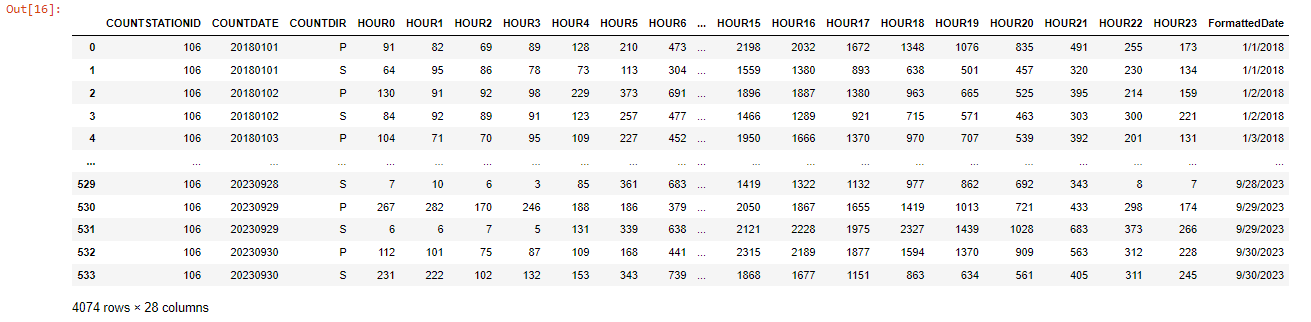 Out[16]:
COUNTSTATIONID COUNTDATE COUNTDIR HOUR0 HOUR1 HOUR2 HOUR3 HOUR4 HOUR5 HOUR6 ... HOUR15 HOUR16 HOUR17 HOUR18 HOUR19 HOUR20 HOUR21 HOUR22 HOUR23 FormattedDate
0 106 20180101 P 91 82 69 89 128 210 473 ... 2198 2032 1672 1348 1076 835 491 255 173 1/1/2018
1 106 20180101 S 64 95 86 78 73 113 304 ... 1559 1380 893 638 501 457 320 230 134 1/1/2018
2 106 20180102 P 130 91 92 98 229 373 691 ... 1896 1887 1380 963 665 525 395 214 159 1/2/2018
3 106 20180102 S 84 92 89 91 123 257 477 ... 1466 1289 921 715 571 463 303 300 221 1/2/2018
4 106 20180103 P 104 71 70 95 109 227 452 ... 1950 1666 1370 970 707 539 392 201 131 1/3/2018
... ... ... ... ... ... ... ... ... ... ... ... ... ... ... ... ... ... ... ... ... ...
529 106 20230928 S 7 10 6 3 85 361 683 ... 1419 1322 1132 977 862 692 343 8 7 9/28/2023
530 106 20230929 P 267 282 170 246 188 186 379 ... 2050 1867 1655 1419 1013 721 433 298 174 9/29/2023
531 106 20230929 S 6 6 7 5 131 339 638 ... 2121 2228 1975 2327 1439 1028 683 373 266 9/29/2023
532 106 20230930 P 112 101 75 87 109 168 441 ... 2315 2189 1877 1594 1370 909 563 312 228 9/30/2023
533 106 20230930 S 231 222 102 132 153 343 739 ... 1868 1677 1151 863 634 561 405 311 245 9/30/2023
4074 rows × 28 columns